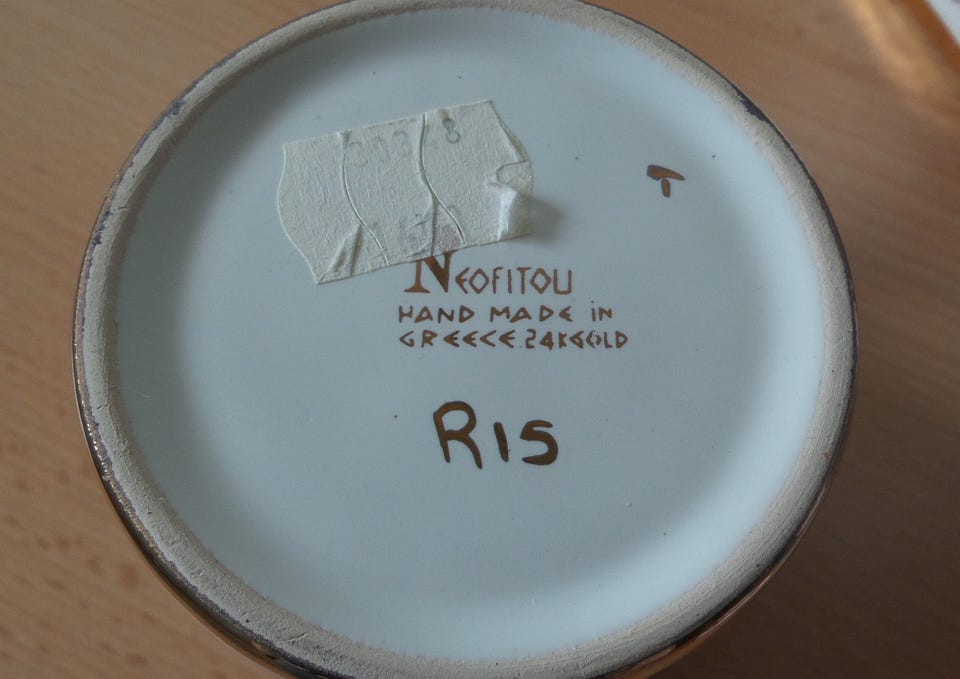 T
NEOFITOU
HAND MADE IN
GREECE 24K GOLD
R15